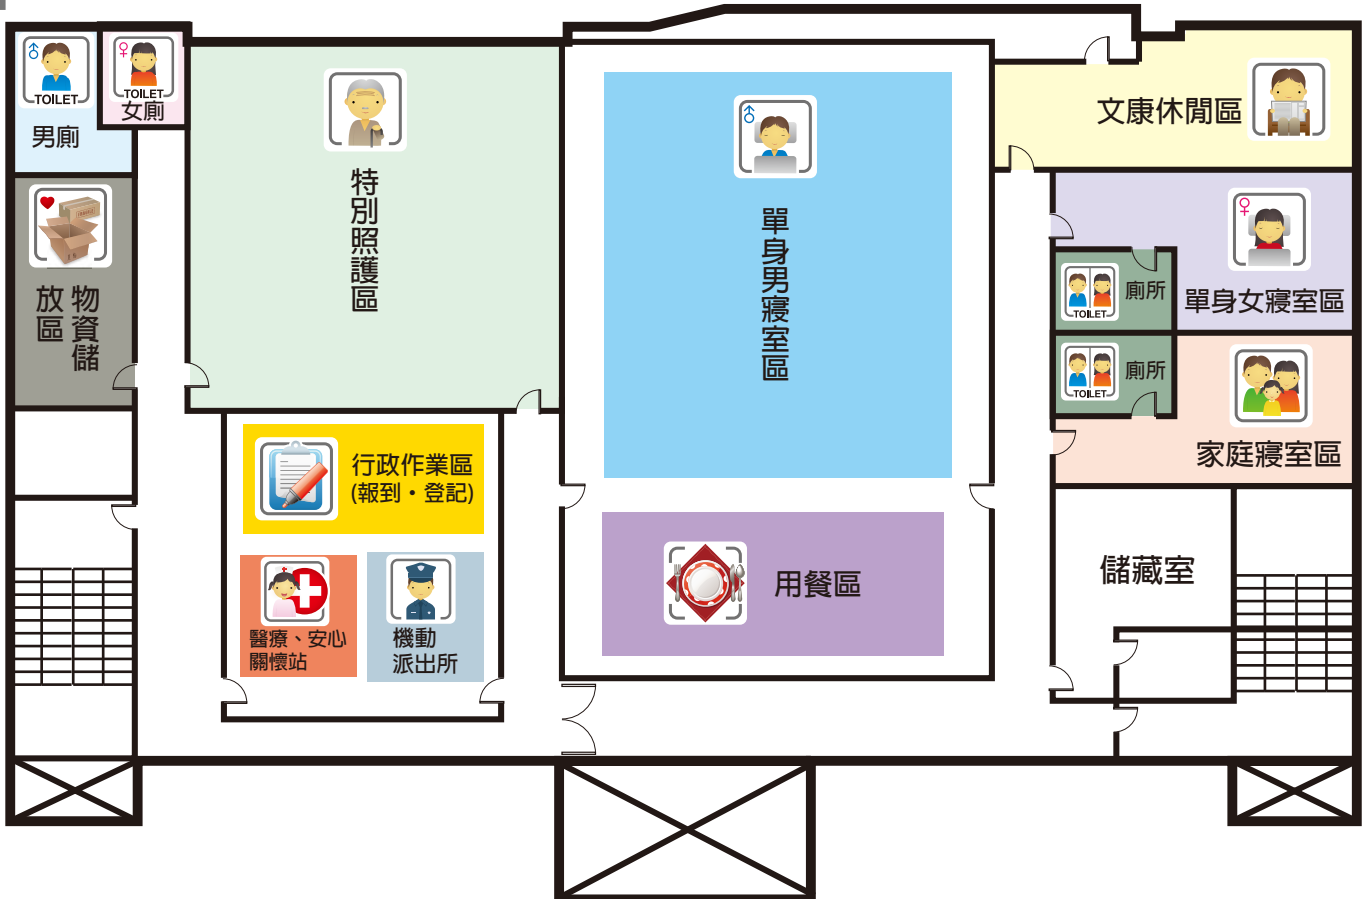 TOILET
男廁
TOILET
女廁
物資儲
放區
特別照護區
單身男寢室區
文康休閒區
單身女寢室區
TOILET
廁所
TOILET
廁所
家庭寢室區
行政作業區
(報到・登記)
醫療、安心
關懷站
機動
派出所
用餐區
儲藏室